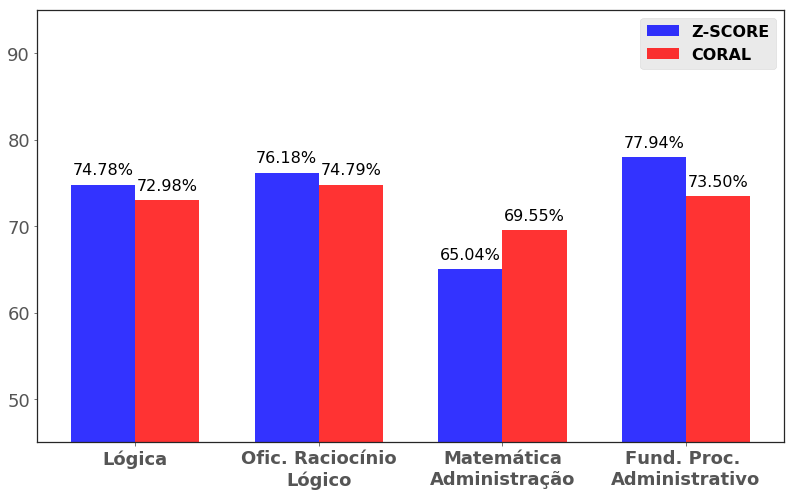 Z-SCORE
CORAL
90
80
70
60
50
74.78%
72.98%
76.18%
74.79%
65.04%
69.55%
77.94%
73.50%
Lógica
Ofic. Raciocínio
Lógico
Matemática
Administração
Fund. Proc.
Administrativo